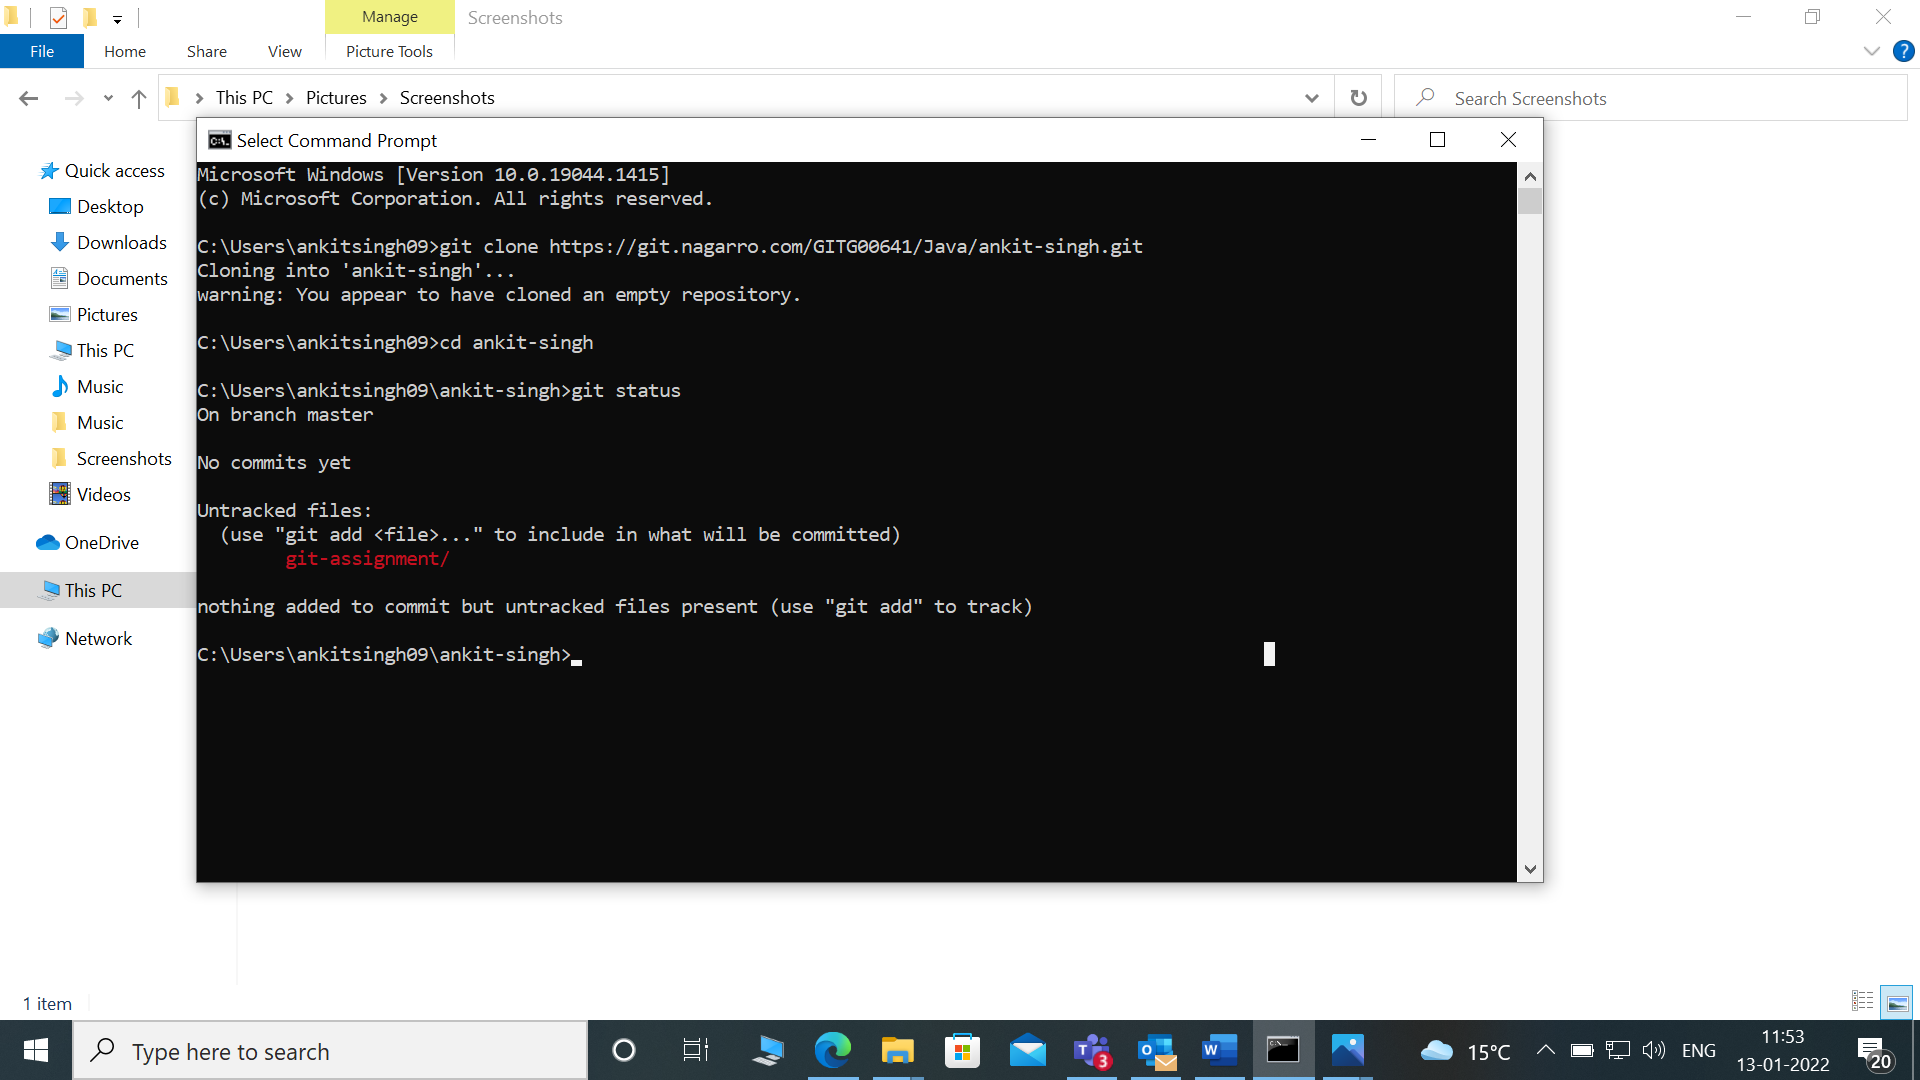 Manage
Screenshots
File
Home
Share
View
Picture Tools
This PC
Pictures
Screenshots
Search Screenshots
Select Command Prompt
Quick access
Desktop
Downloads
Documents
Pictures
This PC
Music
Music
Screenshots
Videos
OneDrive
This PC
Network
Microsoft Windows [Version 10.0.19044.1415]
(c) Microsoft Corporation. All rights reserved.
C:\Users\ankitsingh09>git clone https://git.nagarro.com/GITG00641/Java/ankit-singh.git
Cloning into 'ankit-singh'...
warning: You appear to have cloned an empty repository.
C:\Users\ankitsingh09>cd ankit-singh
C:\Users\ankitsingh09\ankit-singh>git status
On branch master
No commits yet
Untracked files:
(use "git add <file>..." to include in what will be committed)
git-assignment/
nothing added to commit but untracked files present (use "git add" to track)
C:\Users\ankitsingh09\ankit-singh>
1 item
Type here to search
3
15°C
ENG
11:53
13-01-2022
20